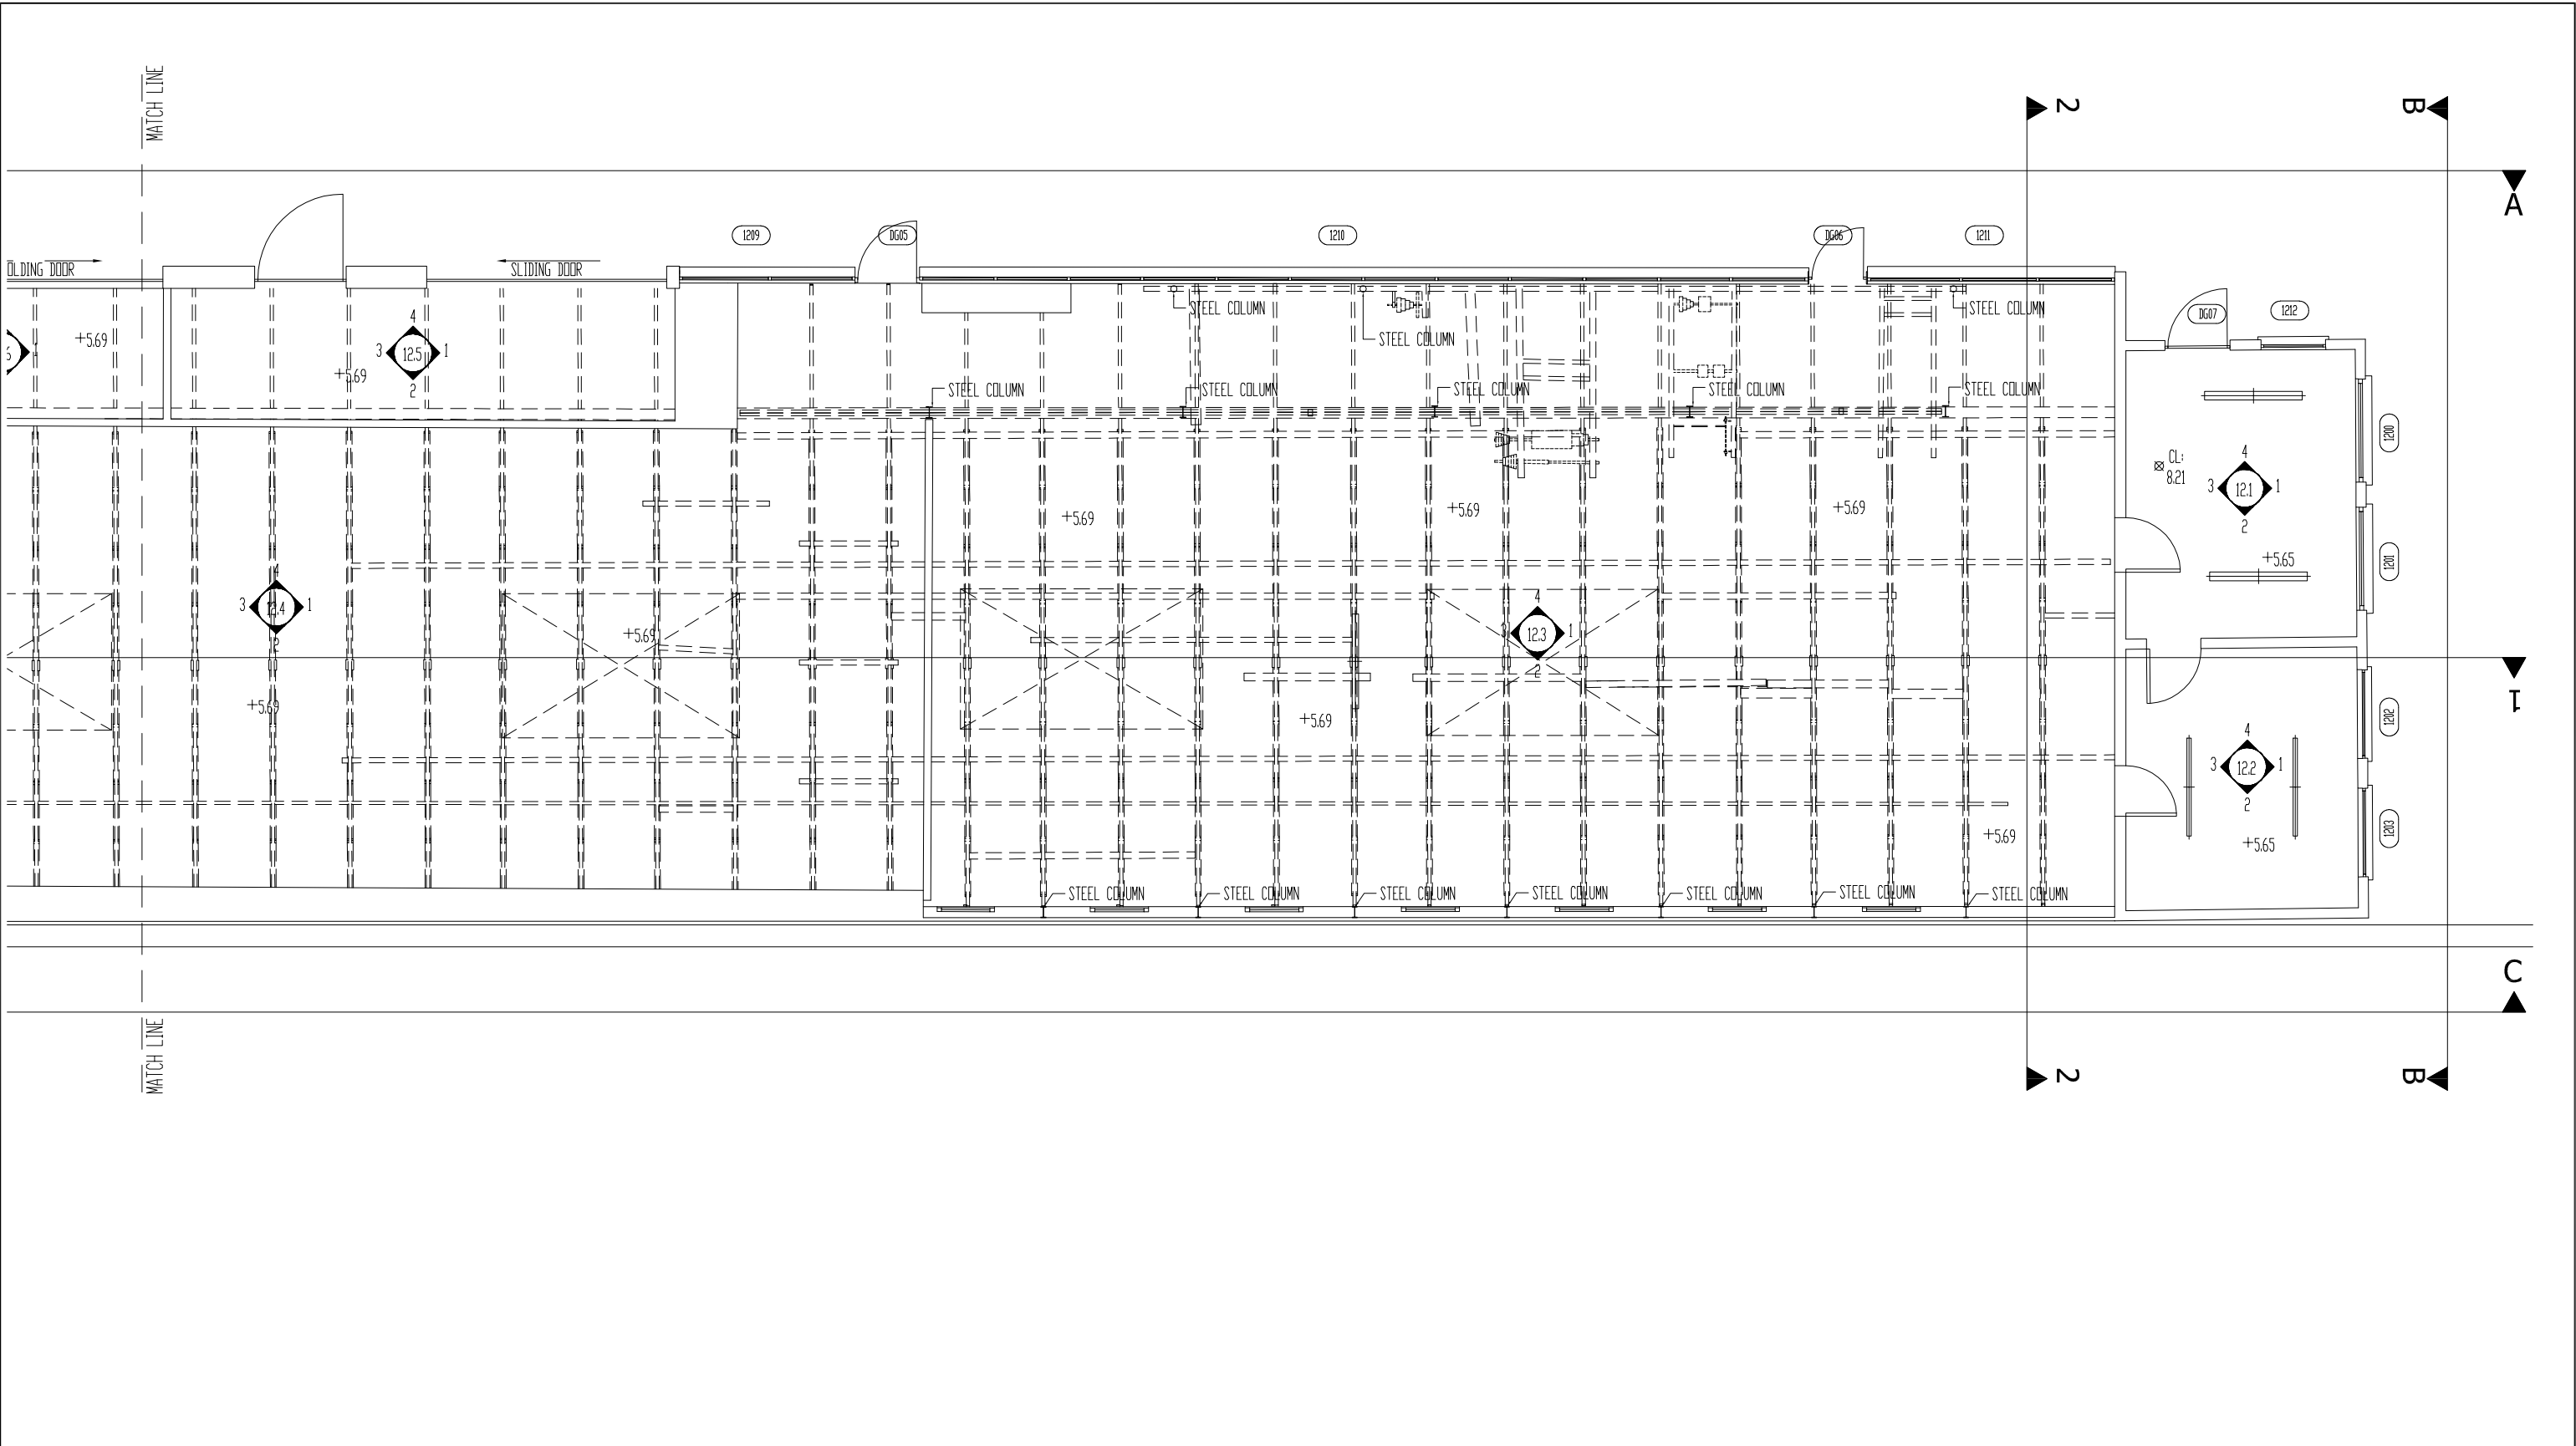 MATCH LINE
2
B
A
1209
DG05
1210
DG06
1211
OLDING DOOR
SLIDING DOOR
STEEL COLUMN
STEEL COLUMN
STEEL COLUMN
DG07
1212
+5.69
4
3
12.5
1
2
+5.69
STEEL COLUMN
STEEL COLUMN
STEEL COLUMN
STEEL COLUMN
STEEL COLUMN
1200
CL:
8.21
4
3
12.1
1
2
+5.69
+5.69
+5.69
1201
+5.65
4
3
12.4
1
2
+5.69
4
3
12.3
1
2
+5.69
+5.69
1
1202
4
3
12.2
1
2
1203
+5.69
+5.65
STEEL COLUMN
STEEL COLUMN
STEEL COLUMN
STEEL COLUMN
STEEL COLUMN
STEEL COLUMN
STEEL COLUMN
C
MATCH LINE
2
B